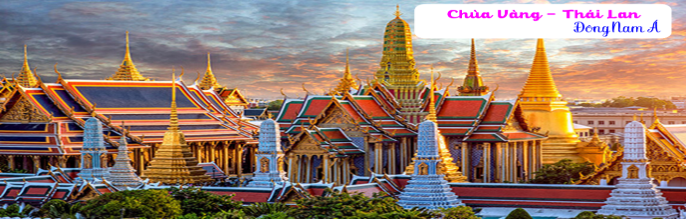 Chùa Vàng - Thái Lan
Đông Nam Á